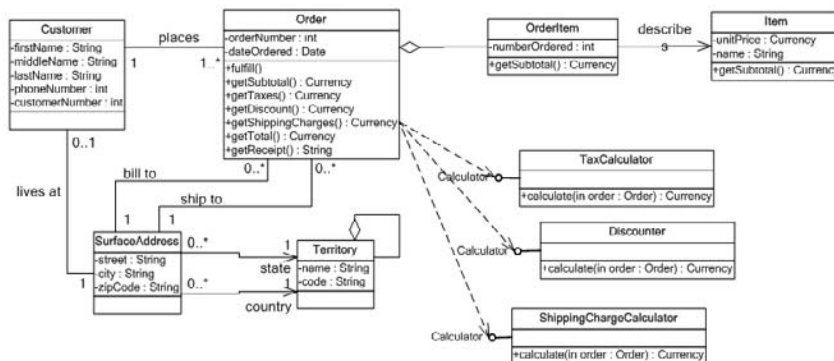 Customer
-firstName : String
-middleName : String
-lastName : String
-phoneNumber : int
-customerNumber : int
places
1
1..*
Order
-orderNumber : int
-dateOrdered : Date
+fulfill()
+getSubtotal() : Currency
+getTaxes() : Currency
+getDiscount() : Currency
+getShippingCharges() : Currency
+getTotal() : Currency
+getReceipt() : String
OrderItem
-numberOrdered : int
+getSubtotal() : Currency
describe
s
Item
-unitPrice : Currency
-name : String
+getSubtotal() : Currency
0..1
lives at
1
0..*
0..*
bill to
ship to
1
1
SurfaceAddress
-street : String
-city : String
-zipCode : String
0..*
1
state
0..*
1
country
Territory
-name : String
-code : String
Calculator
TaxCalculator
+calculate(in order : Order) : Currency
Calculator
Discounter
+calculate(in order : Order) : Currency
Calculator
ShippingChargeCalculator
+calculate(in order : Order) : Currency